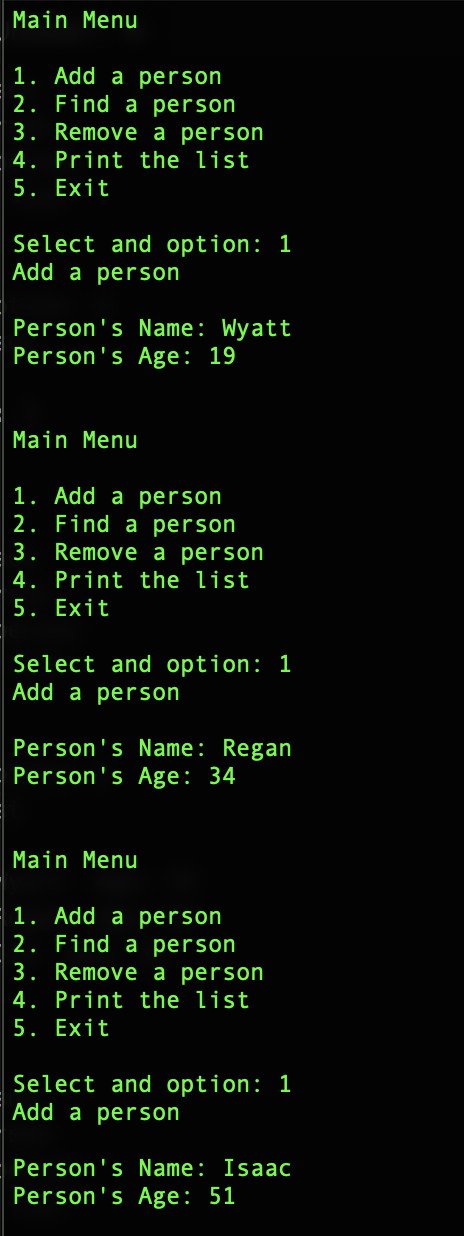 Main Menu
1. Add a person
2. Find a person
3. Remove a person
4. Print the list
5. Exit
Select and option: 1
Add a person
Person's Name: Wyatt
Person's Age: 19
Main Menu
1. Add a person
2. Find a person
3. Remove a person
4. Print the list
5. Exit
Select and option: 1
Add a person
Person's Name: Regan
Person's Age: 34
Main Menu
1. Add a person
2. Find a person
3. Remove a person
4. Print the list
5. Exit
Select and option: 1
Add a person
Person's Name: Isaac
Person's Age: 51